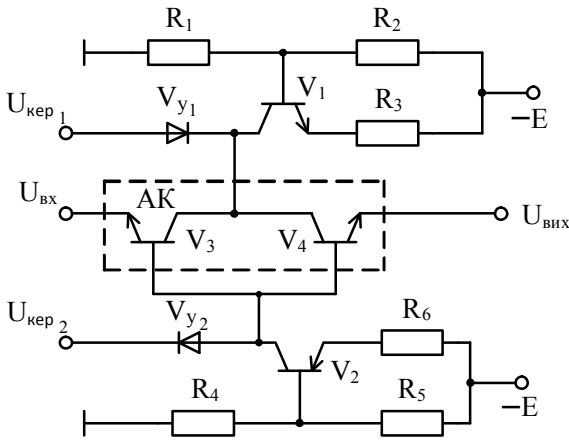 R1 R2
Uкер 1 Vy1 V1 R3 −E
Uвх АК V3 V4 Uвих
Uкер 2 Vy2 V2 R6
R4 R5 −E